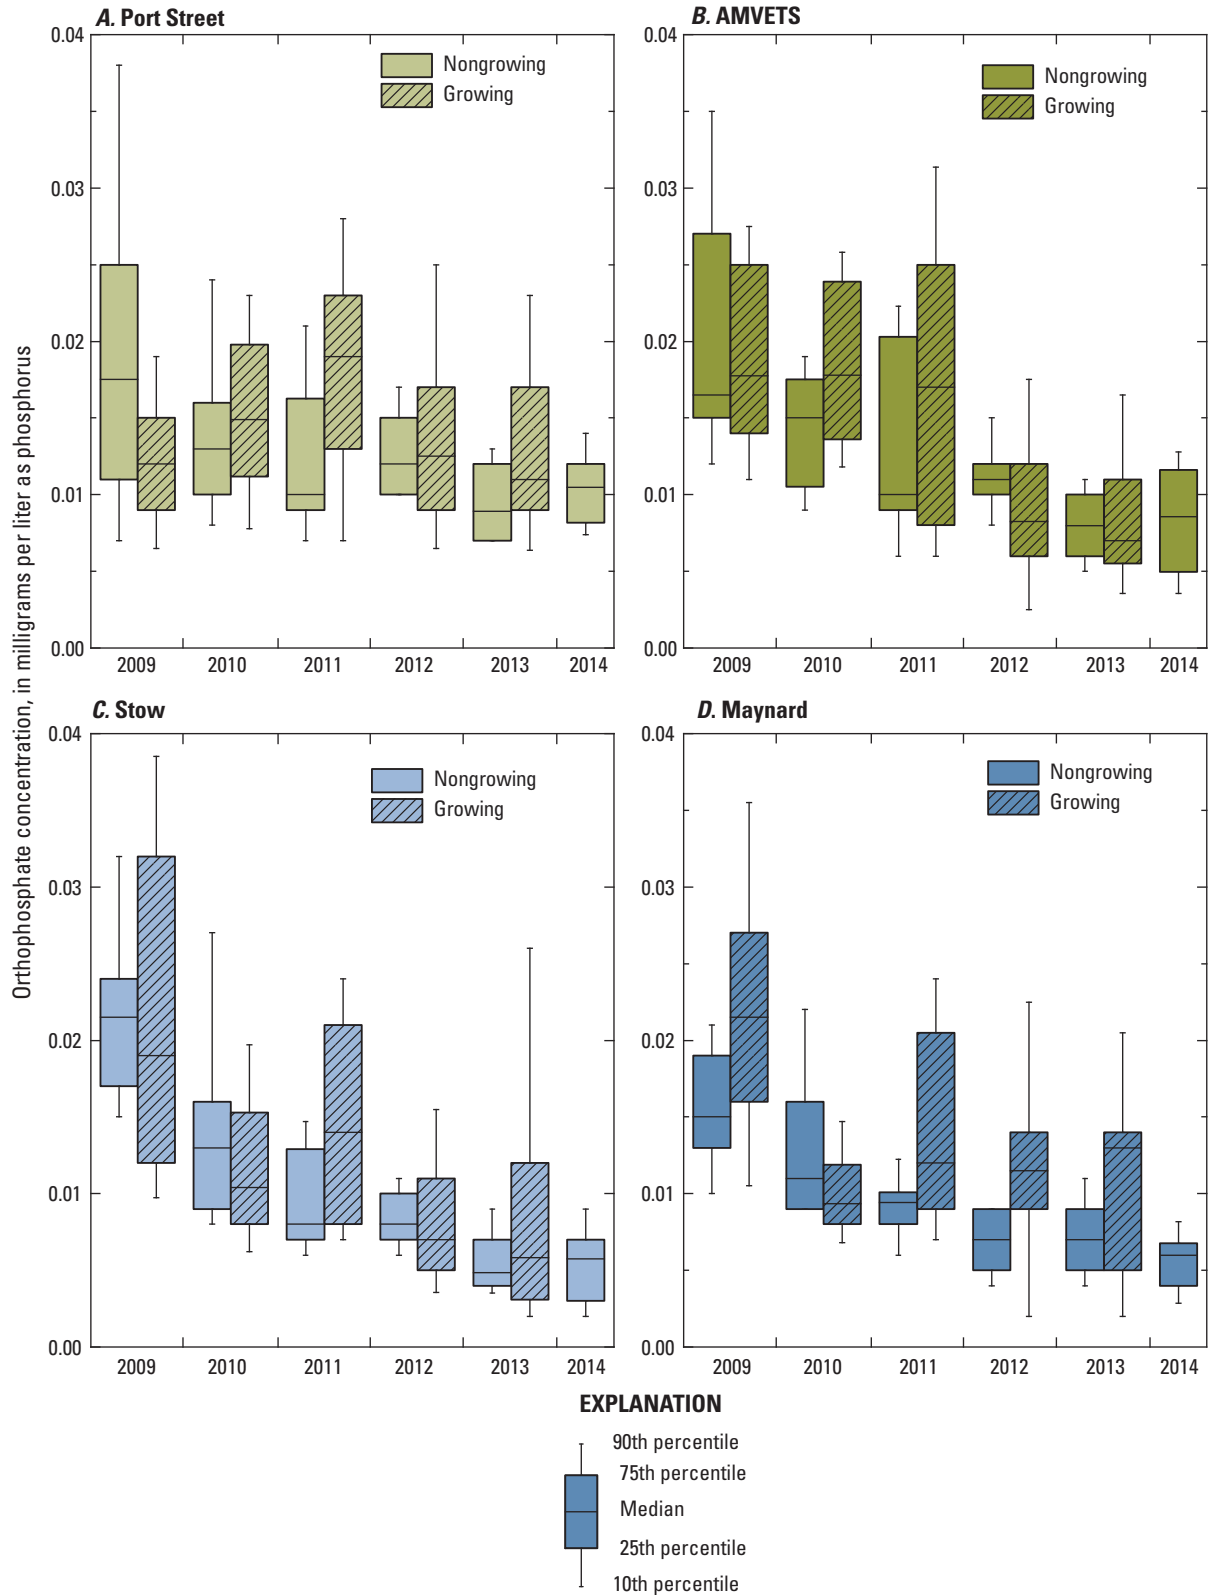 A. Port Street
0.04
0.03
0.02
0.01
0.00
Nongrowing
Growing
2009 2010 2011 2012 2013 2014
B. AMVETS
0.04
0.03
0.02
0.01
0.00
Nongrowing
Growing
2009 2010 2011 2012 2013 2014
Orthophosphate concentration, in milligrams per liter as phosphorus
C. Stow
0.04
0.03
0.02
0.01
0.00
Nongrowing
Growing
2009 2010 2011 2012 2013 2014
D. Maynard
0.04
0.03
0.02
0.01
0.00
Nongrowing
Growing
2009 2010 2011 2012 2013 2014
EXPLANATION
90th percentile
75th percentile
Median
25th percentile
10th percentile